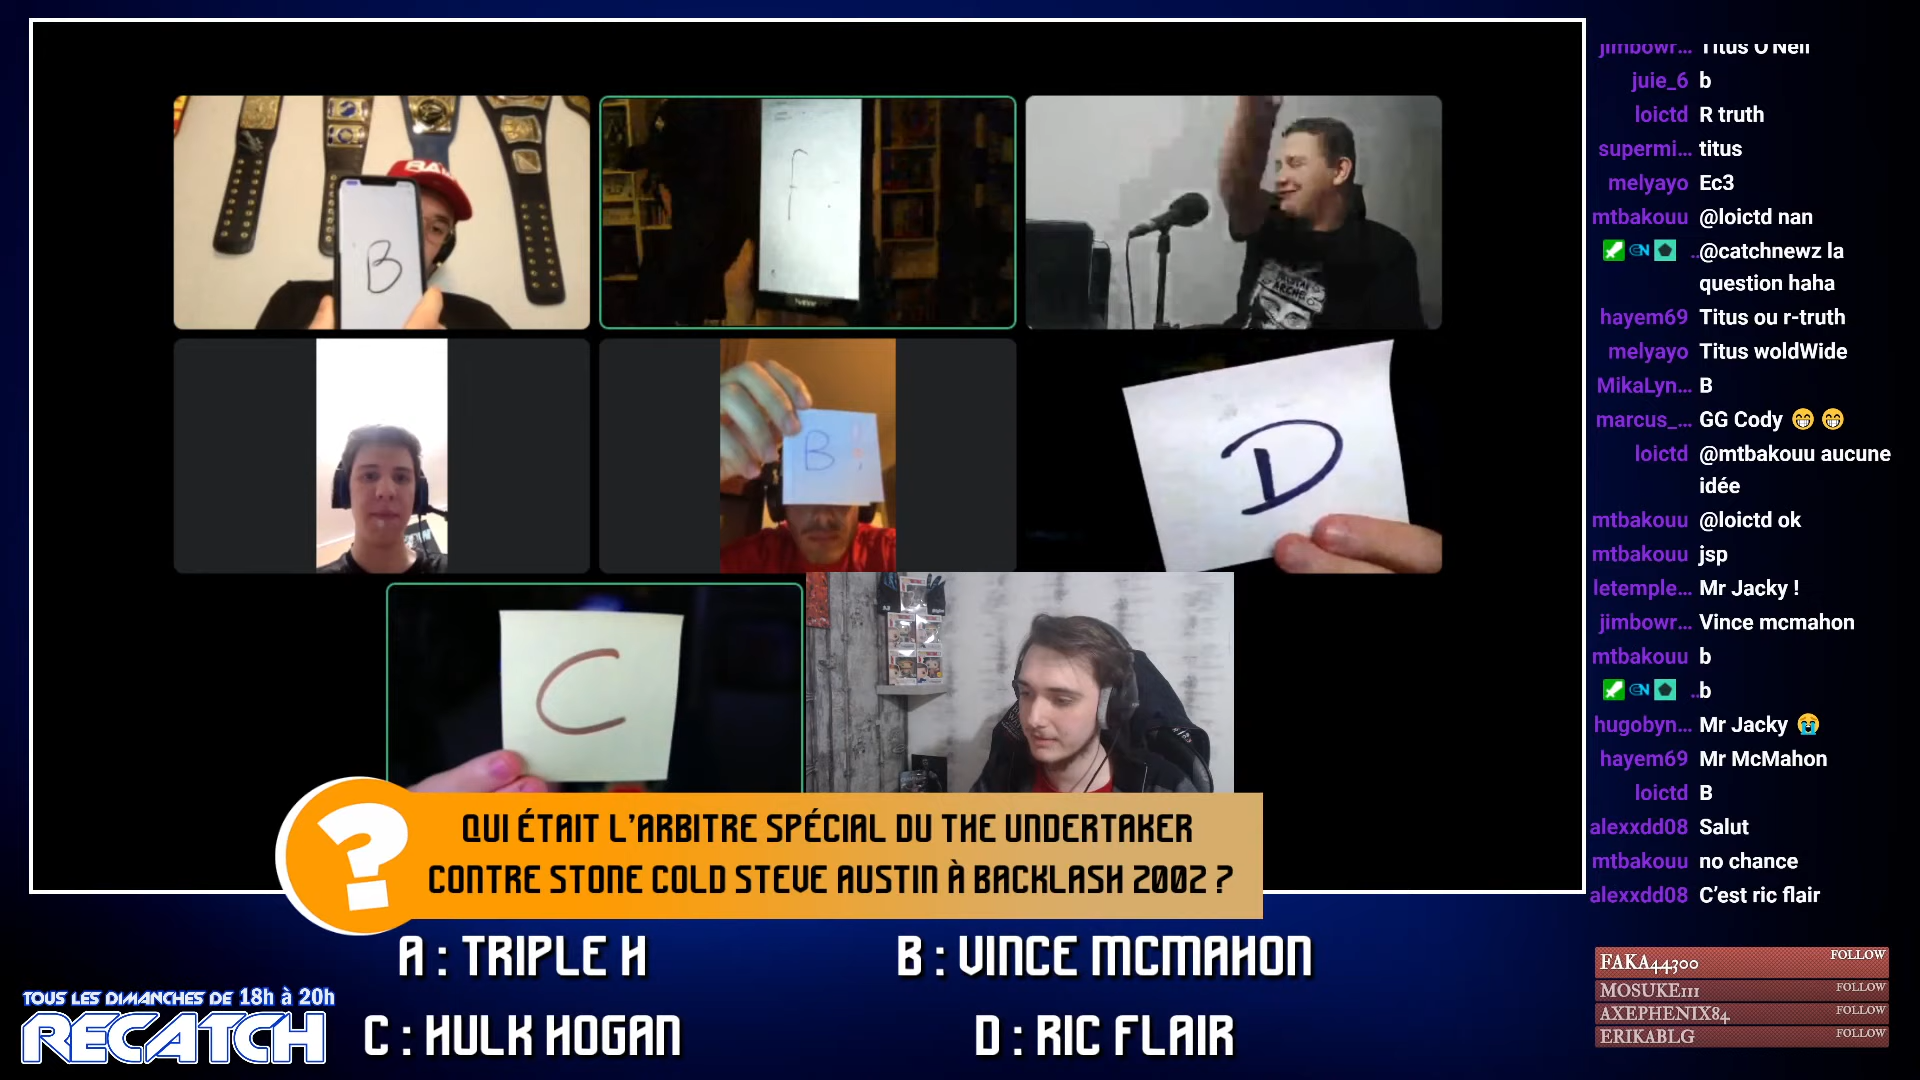 B
f
B
D
C
QUI ÉTAIT L'ARBITRE SPÉCIAL DU THE UNDERTAKER
CONTRE STONE COLD STEVE AUSTIN À BACKLASH 2002 ?
A : TRIPLE H
B : VINCE MCMAHON
C : HULK HOGAN
D : RIC FLAIR
TOUS LES DIMANCHES DE 18h à 20h
RECATCH
jimbowr... Titus O'Neil
juie_6 b
loictd R truth
supermi... titus
melyayo Ec3
mtbakouu @loictd nan
..@catchnewz la
question haha
hayem69 Titus ou r-truth
melyayo Titus woldWide
MikaLyn... B
marcus_... GG Cody 😁 😁
loictd @mtbakouu aucune
idée
mtbakouu @loictd ok
mtbakouu jsp
letemple... Mr Jacky !
jimbowr... Vince mcmahon
mtbakouu b
..b
hugobyn... Mr Jacky 😭
hayem69 Mr McMahon
loictd B
alexxdd08 Salut
mtbakouu no chance
alexxdd08 C'est ric flair
FAKA44300 FOLLOW
MOSUKE111 FOLLOW
AXEPHENIX84 FOLLOW
ERIKABLG FOLLOW